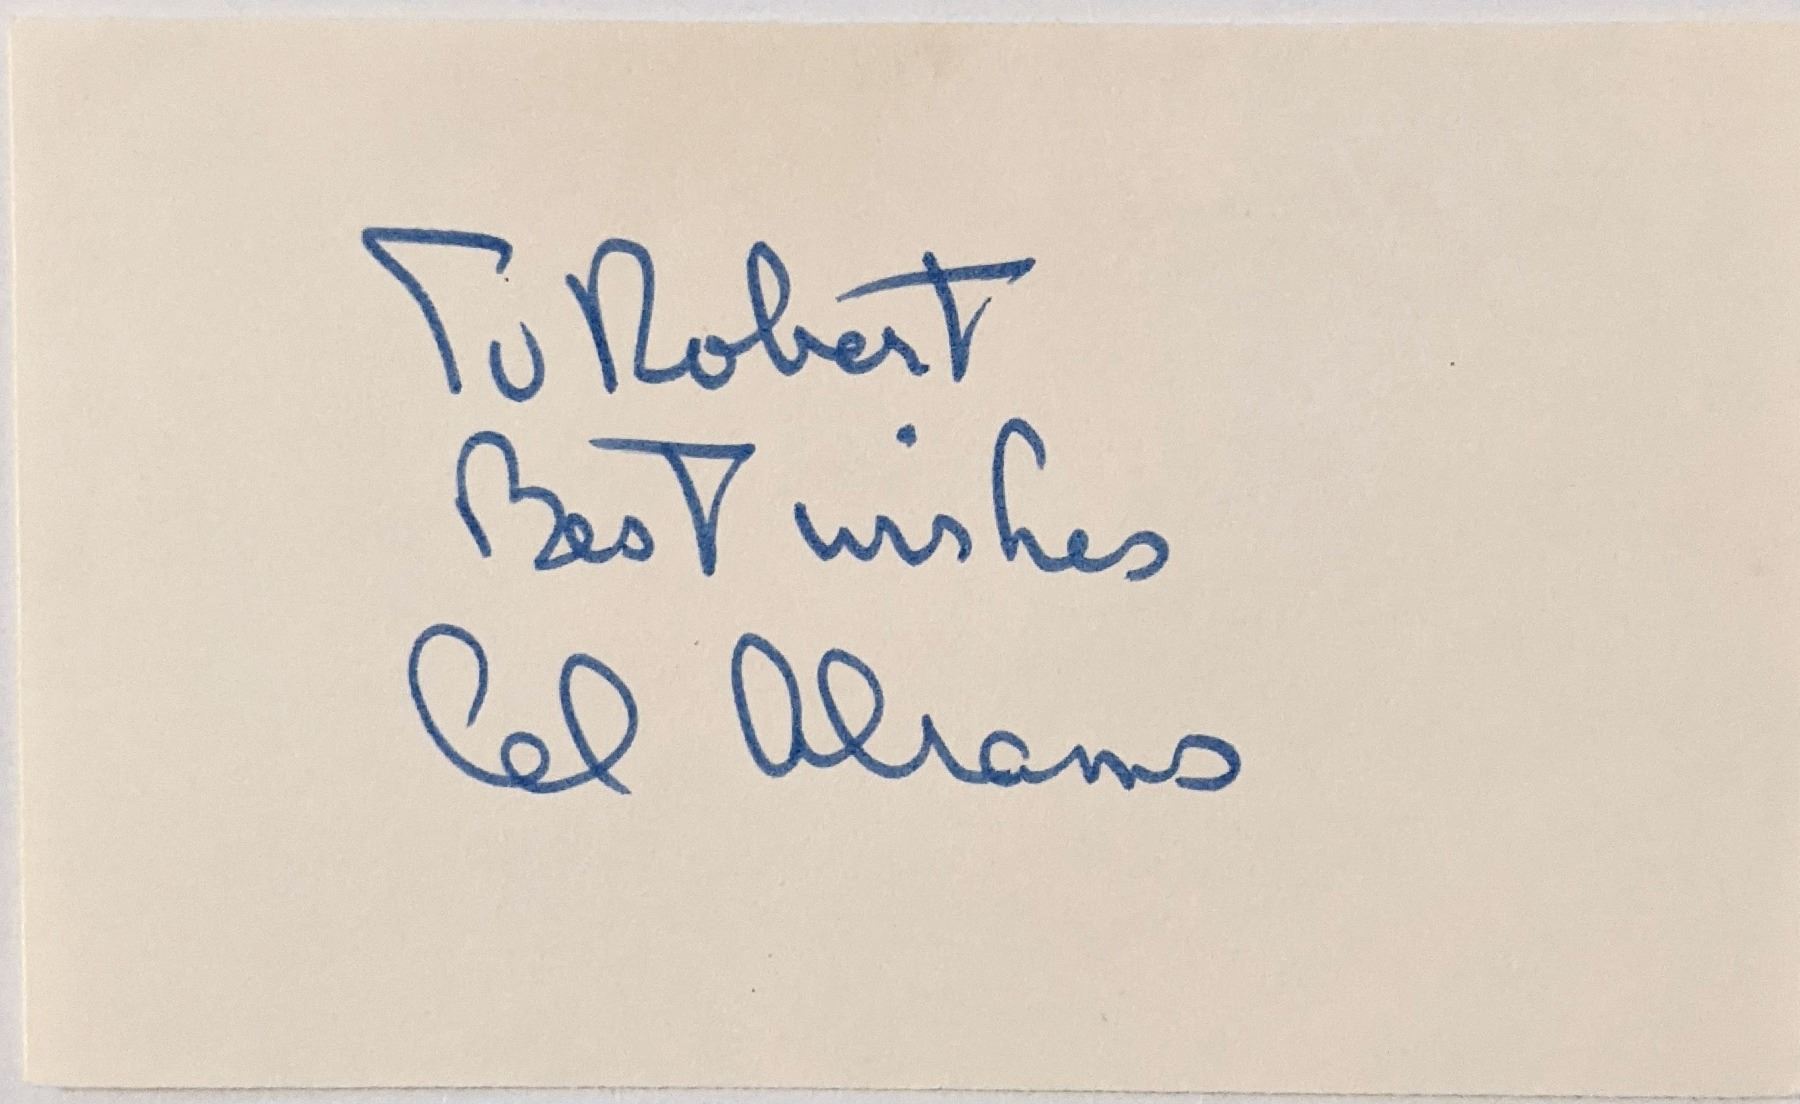 To Robert
Best wishes
Cal Abrams